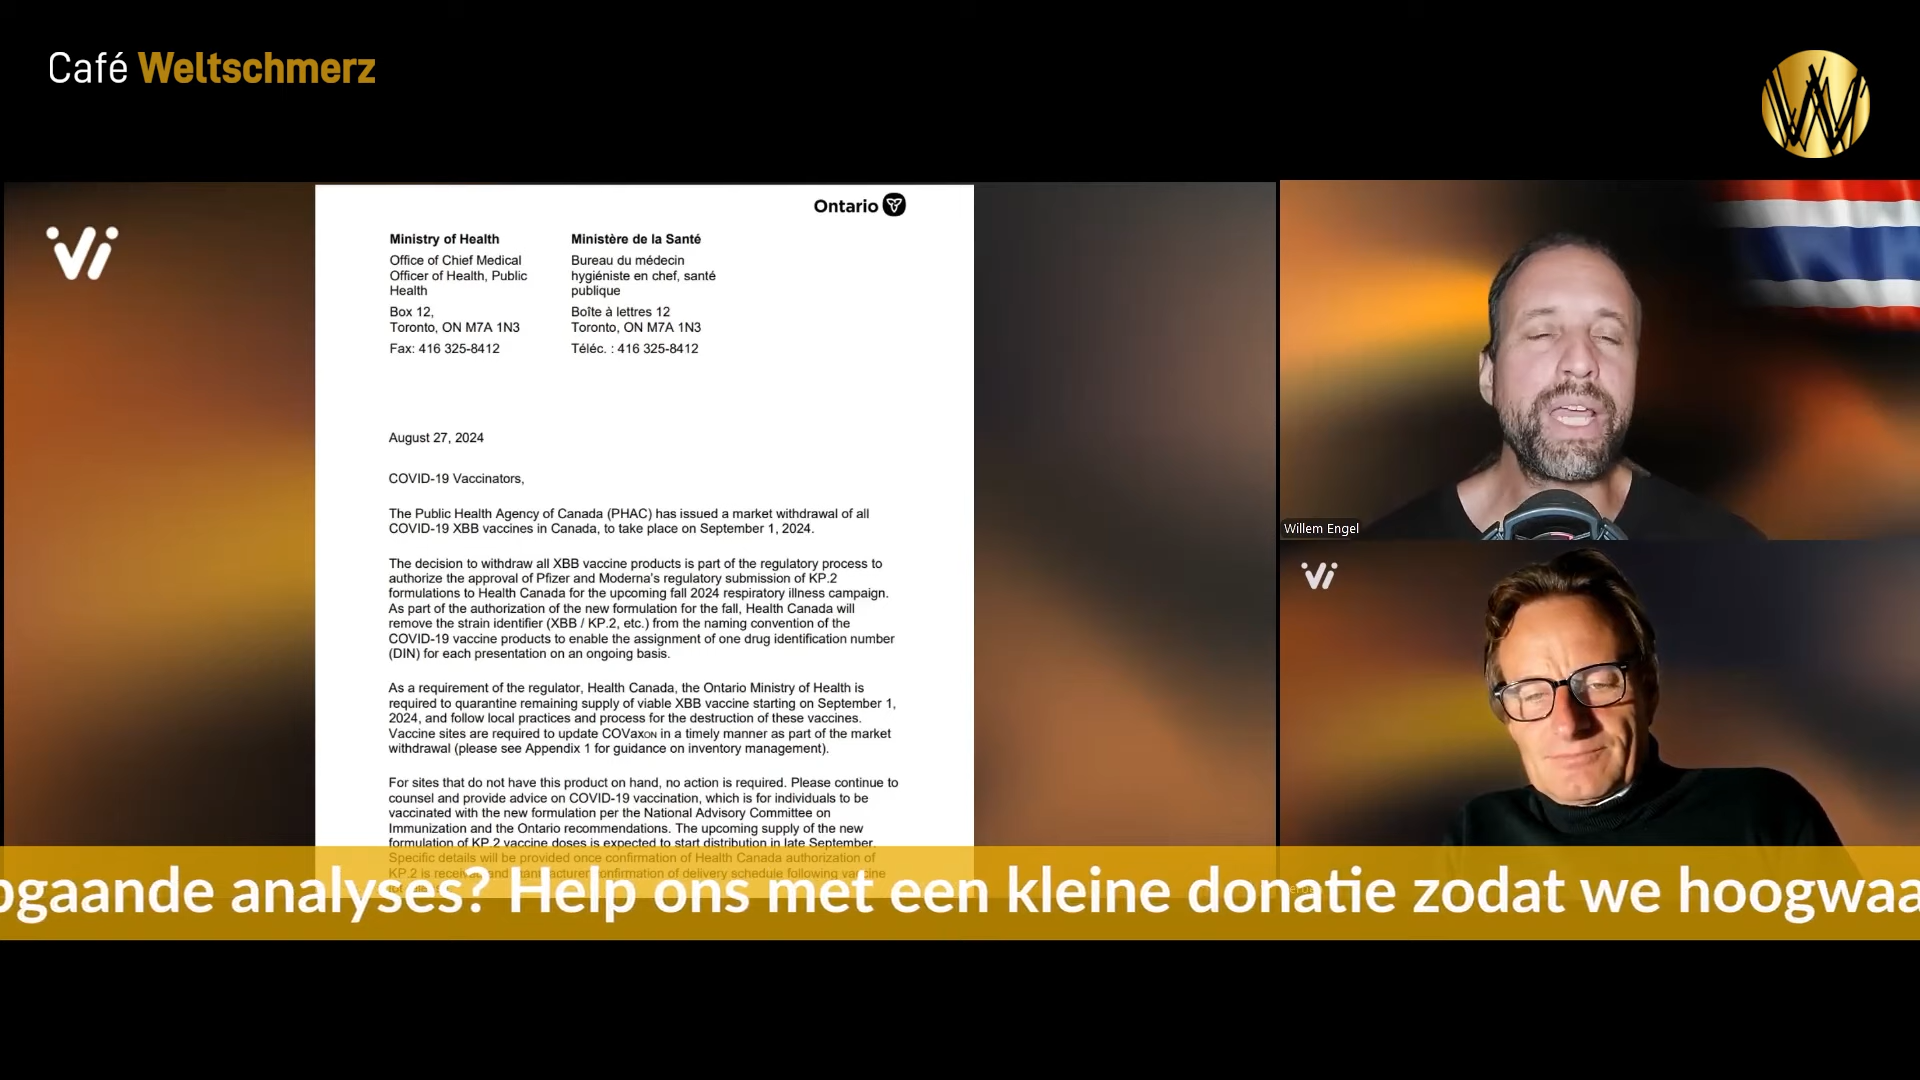 Café Weltschmerz
Ontario
Ministry of Health
Office of Chief Medical
Officer of Health, Public
Health
Box 12,
Toronto, ON M7A 1N3
Fax: 416 325-8412
Ministère de la Santé
Bureau du médecin
hygiéniste en chef, santé
publique
Boîte à lettres 12
Toronto, ON M7A 1N3
Téléc. : 416 325-8412
August 27, 2024
COVID-19 Vaccinators,
The Public Health Agency of Canada (PHAC) has issued a market withdrawal of all
COVID-19 XBB vaccines in Canada, to take place on September 1, 2024.
The decision to withdraw all XBB vaccine products is part of the regulatory process to
authorize the approval of Pfizer and Moderna's regulatory submission of KP.2
formulations to Health Canada for the upcoming fall 2024 respiratory illness campaign.
As part of the authorization of the new formulation for the fall, Health Canada will
remove the strain identifier (XBB / KP.2, etc.) from the naming convention of the
COVID-19 vaccine products to enable the assignment of one drug identification number
(DIN) for each presentation on an ongoing basis.
As a requirement of the regulator, Health Canada, the Ontario Ministry of Health is
required to quarantine remaining supply of viable XBB vaccine starting on September 1,
2024, and follow local practices and process for the destruction of these vaccines.
Vaccine sites are required to update COVaxON in a timely manner as part of the market
withdrawal (please see Appendix 1 for guidance on inventory management).
For sites that do not have this product on hand, no action is required. Please continue to
counsel and provide advice on COVID-19 vaccination, which is for individuals to be
vaccinated with the new formulation per the National Advisory Committee on
Immunization and the Ontario recommendations. The upcoming supply of the new
formulation of KP.2 vaccine doses is expected to start distribution in late September.
Specific details will be provided once confirmation of Health Canada authorization of
KP.2 is confirmation of delivery schedule following vaccine
Willem Engel
pgaande analyses? Help ons met een kleine donatie zodat we hoogwaa